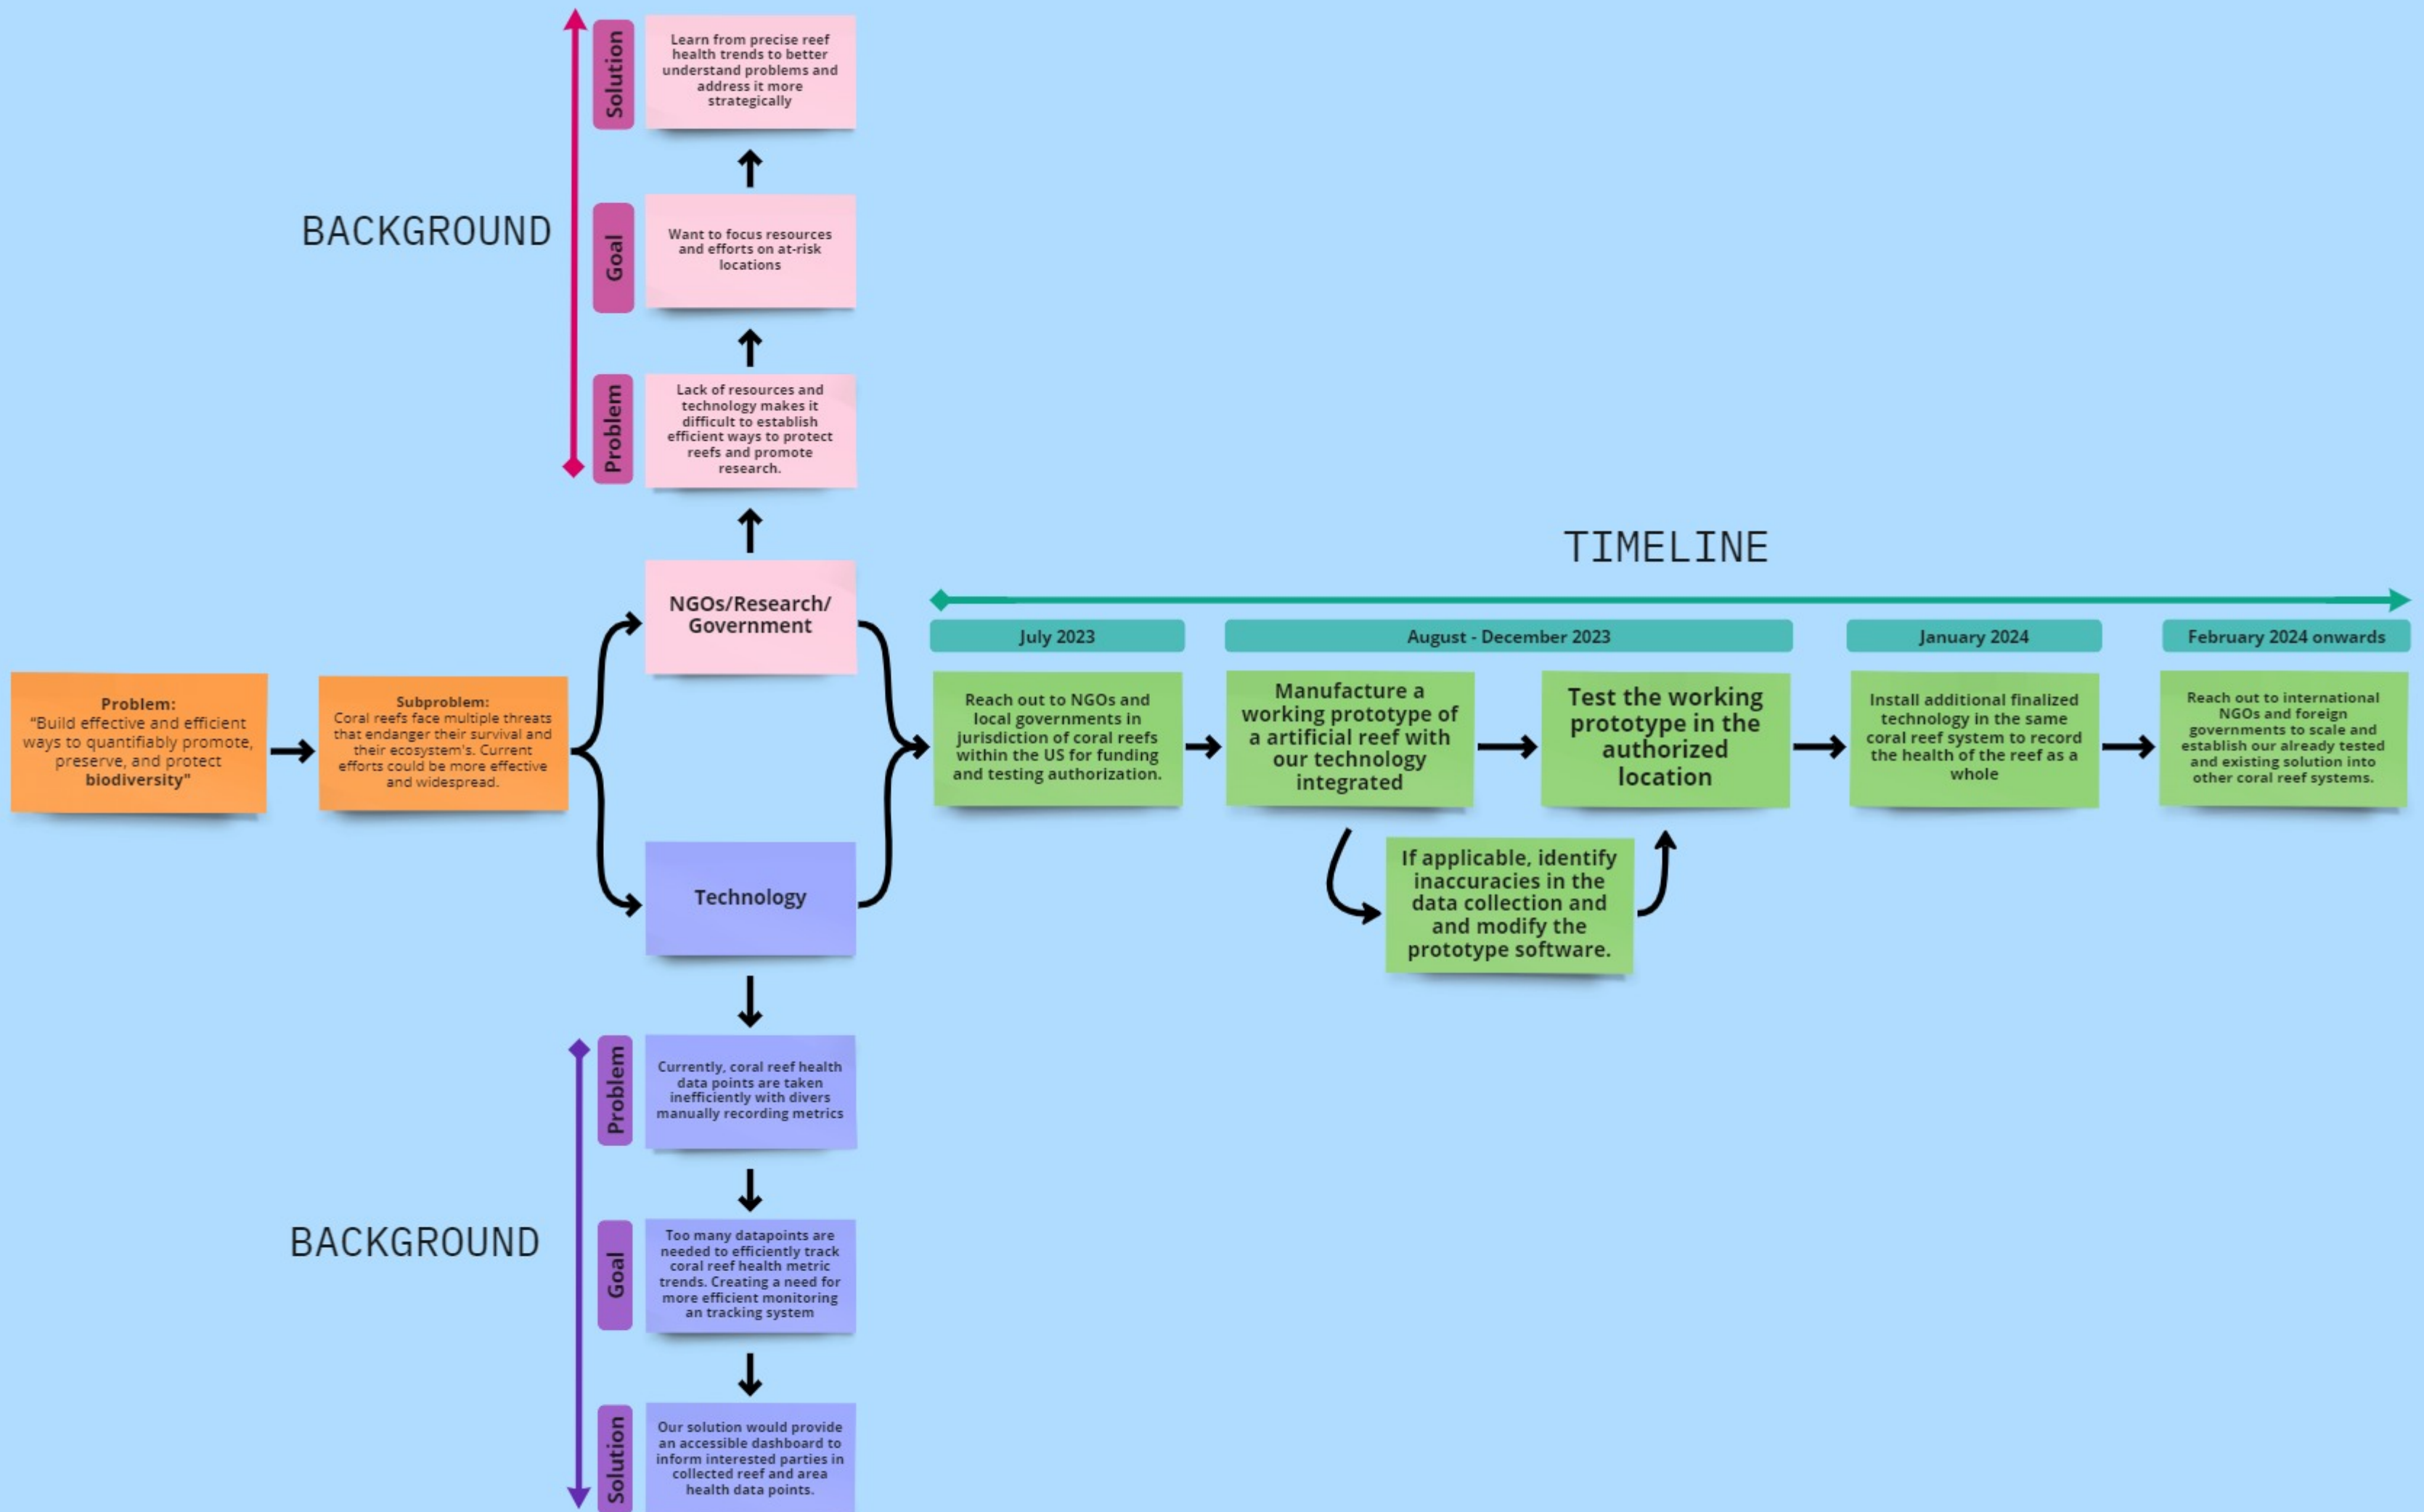 Solution
Learn from precise reef
health trends to better
understand problems and
address it more
strategically
BACKGROUND
Goal
Want to focus resources
and efforts on at-risk
locations
Problem
Lack of resources and
technology makes it
difficult to establish
efficient ways to protect
reefs and promote
research.
NGOs/Research/
Government
Problem:
"Build effective and efficient
ways to quantifiably promote,
preserve, and protect
biodiversity"
Subproblem:
Coral reefs face multiple threats
that endanger their survival and
their ecosystem's. Current
efforts could be more effective
and widespread.
Technology
TIMELINE
July 2023
Reach out to NGOs and
local governments in
jurisdiction of coral reefs
within the US for funding
and testing authorization.
August - December 2023
Manufacture a
working prototype of
a artificial reef with
our technology
integrated
Test the working
prototype in the
authorized
location
If applicable, identify
inaccuracies in the
data collection and
and modify the
prototype software.
January 2024
Install additional finalized
technology in the same
coral reef system to record
the health of the reef as a
whole
February 2024 onwards
Reach out to international
NGOs and foreign
governments to scale and
establish our already tested
and existing solution into
other coral reef systems.
Problem
Currently, coral reef health
data points are taken
inefficiently with divers
manually recording metrics
BACKGROUND
Goal
Too many datapoints are
needed to efficiently track
coral reef health metric
trends. Creating a need for
more efficient monitoring
an tracking system
Solution
Our solution would provide
an accessible dashboard to
inform interested parties in
collected reef and area
health data points.